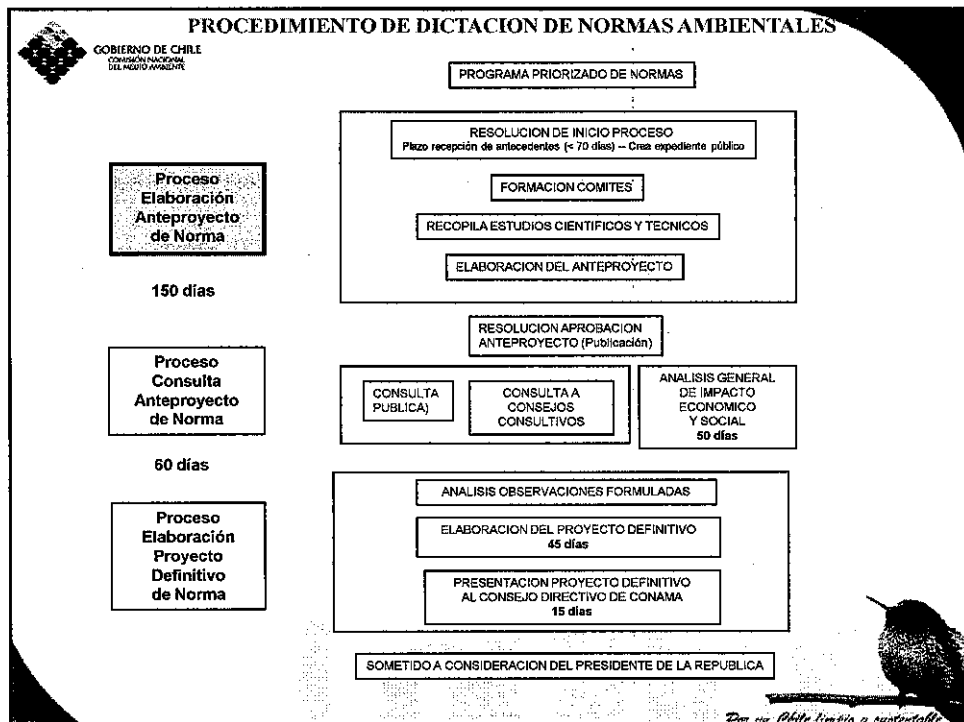 PROCEDIMIENTO DE DICTACION DE NORMAS AMBIENTALES
GOBIERNO DE CHILE
COMISIÓN NACIONAL
DEL MEDIO AMBIENTE
PROGRAMA PRIORIZADO DE NORMAS
RESOLUCION DE INICIO PROCESO
Plazo recepción de antecedentes (< 70 días) -- Crea expediente público
FORMACION COMITES
RECOPILA ESTUDIOS CIENTIFICOS Y TECNICOS
ELABORACION DEL ANTEPROYECTO
Proceso
Elaboración
Anteproyecto
de Norma
150 días
RESOLUCION APROBACION
ANTEPROYECTO (Publicación)
Proceso
Consulta
Anteproyecto
de Norma
60 días
CONSULTA
PUBLICA)
CONSULTA A
CONSEJOS
CONSULTIVOS
ANALISIS GENERAL
DE IMPACTO
ECONOMICO
Y SOCIAL
50 días
Proceso
Elaboración
Proyecto
Definitivo
de Norma
ANALISIS OBSERVACIONES FORMULADAS
ELABORACION DEL PROYECTO DEFINITIVO
45 días
PRESENTACION PROYECTO DEFINITIVO
AL CONSEJO DIRECTIVO DE CONAMA
15 días
SOMETIDO A CONSIDERACION DEL PRESIDENTE DE LA REPUBLICA
Por un Chile limpio y sustentable